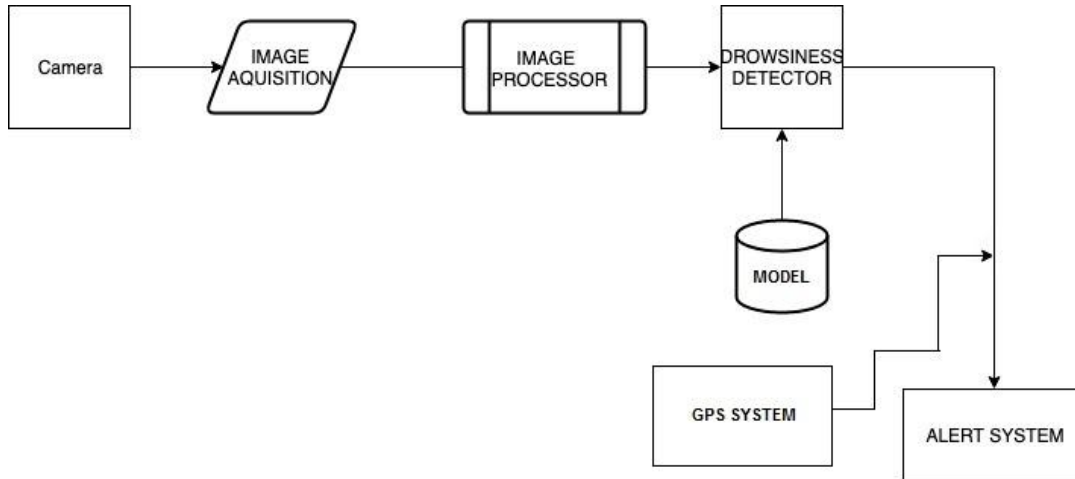 Camera
IMAGE
AQUISITION
IMAGE
PROCESSOR
DROWSINESS
DETECTOR
MODEL
GPS SYSTEM
ALERT SYSTEM